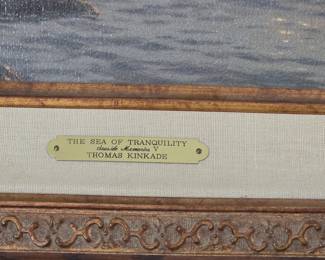 THE SEA OF TRANQUILITY
Seaside Memories V
THOMAS KINKADE